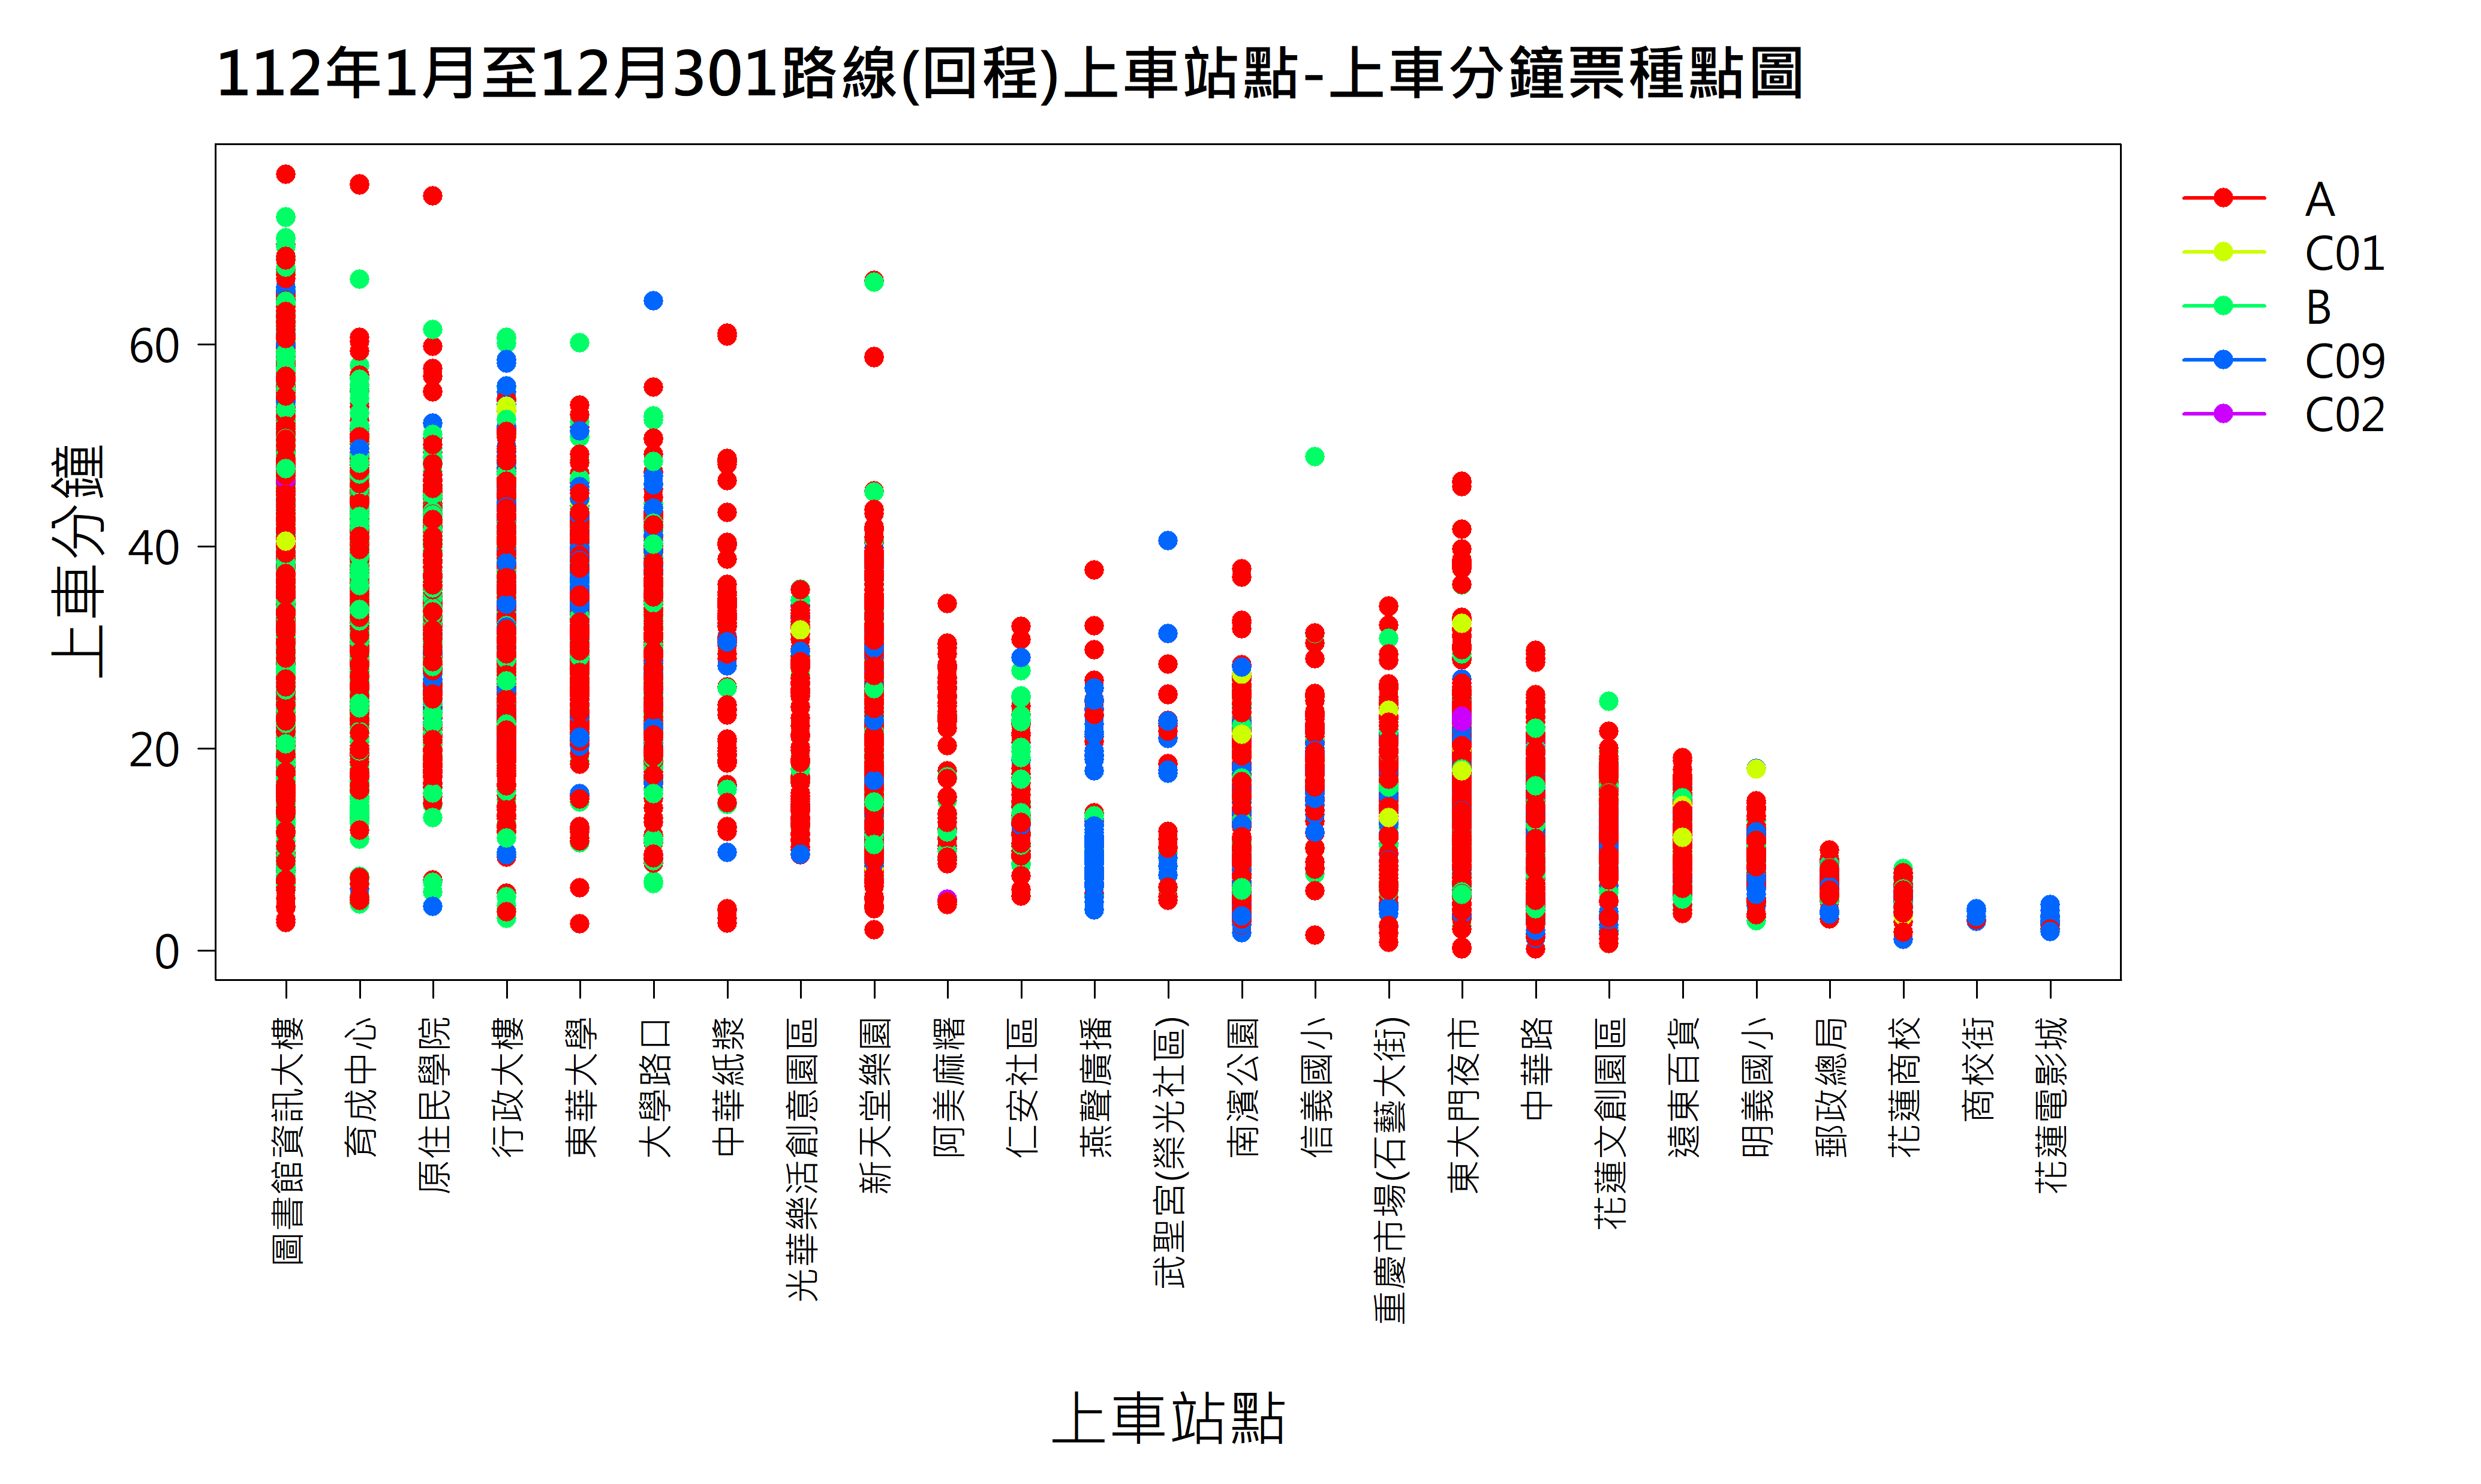 112年1月至12月301路線(回程)上車站點-上車分鐘票種點圖
A
C01
B
C09
C02
上車分鐘
60
40
20
0
圖書館資訊大樓
育成中心
原住民學院
行政大樓
東華大學
大學路口
中華紙漿
光華樂活創意園區
新天堂樂園
阿美麻糬
仁安社區
燕聲廣播
武聖宮(榮光社區)
南濱公園
信義國小
重慶市場(石藝大街)
東大門夜市
中華路
花蓮文創園區
遠東百貨
明義國小
郵政總局
花蓮商校
商校街
花蓮電影城
上車站點